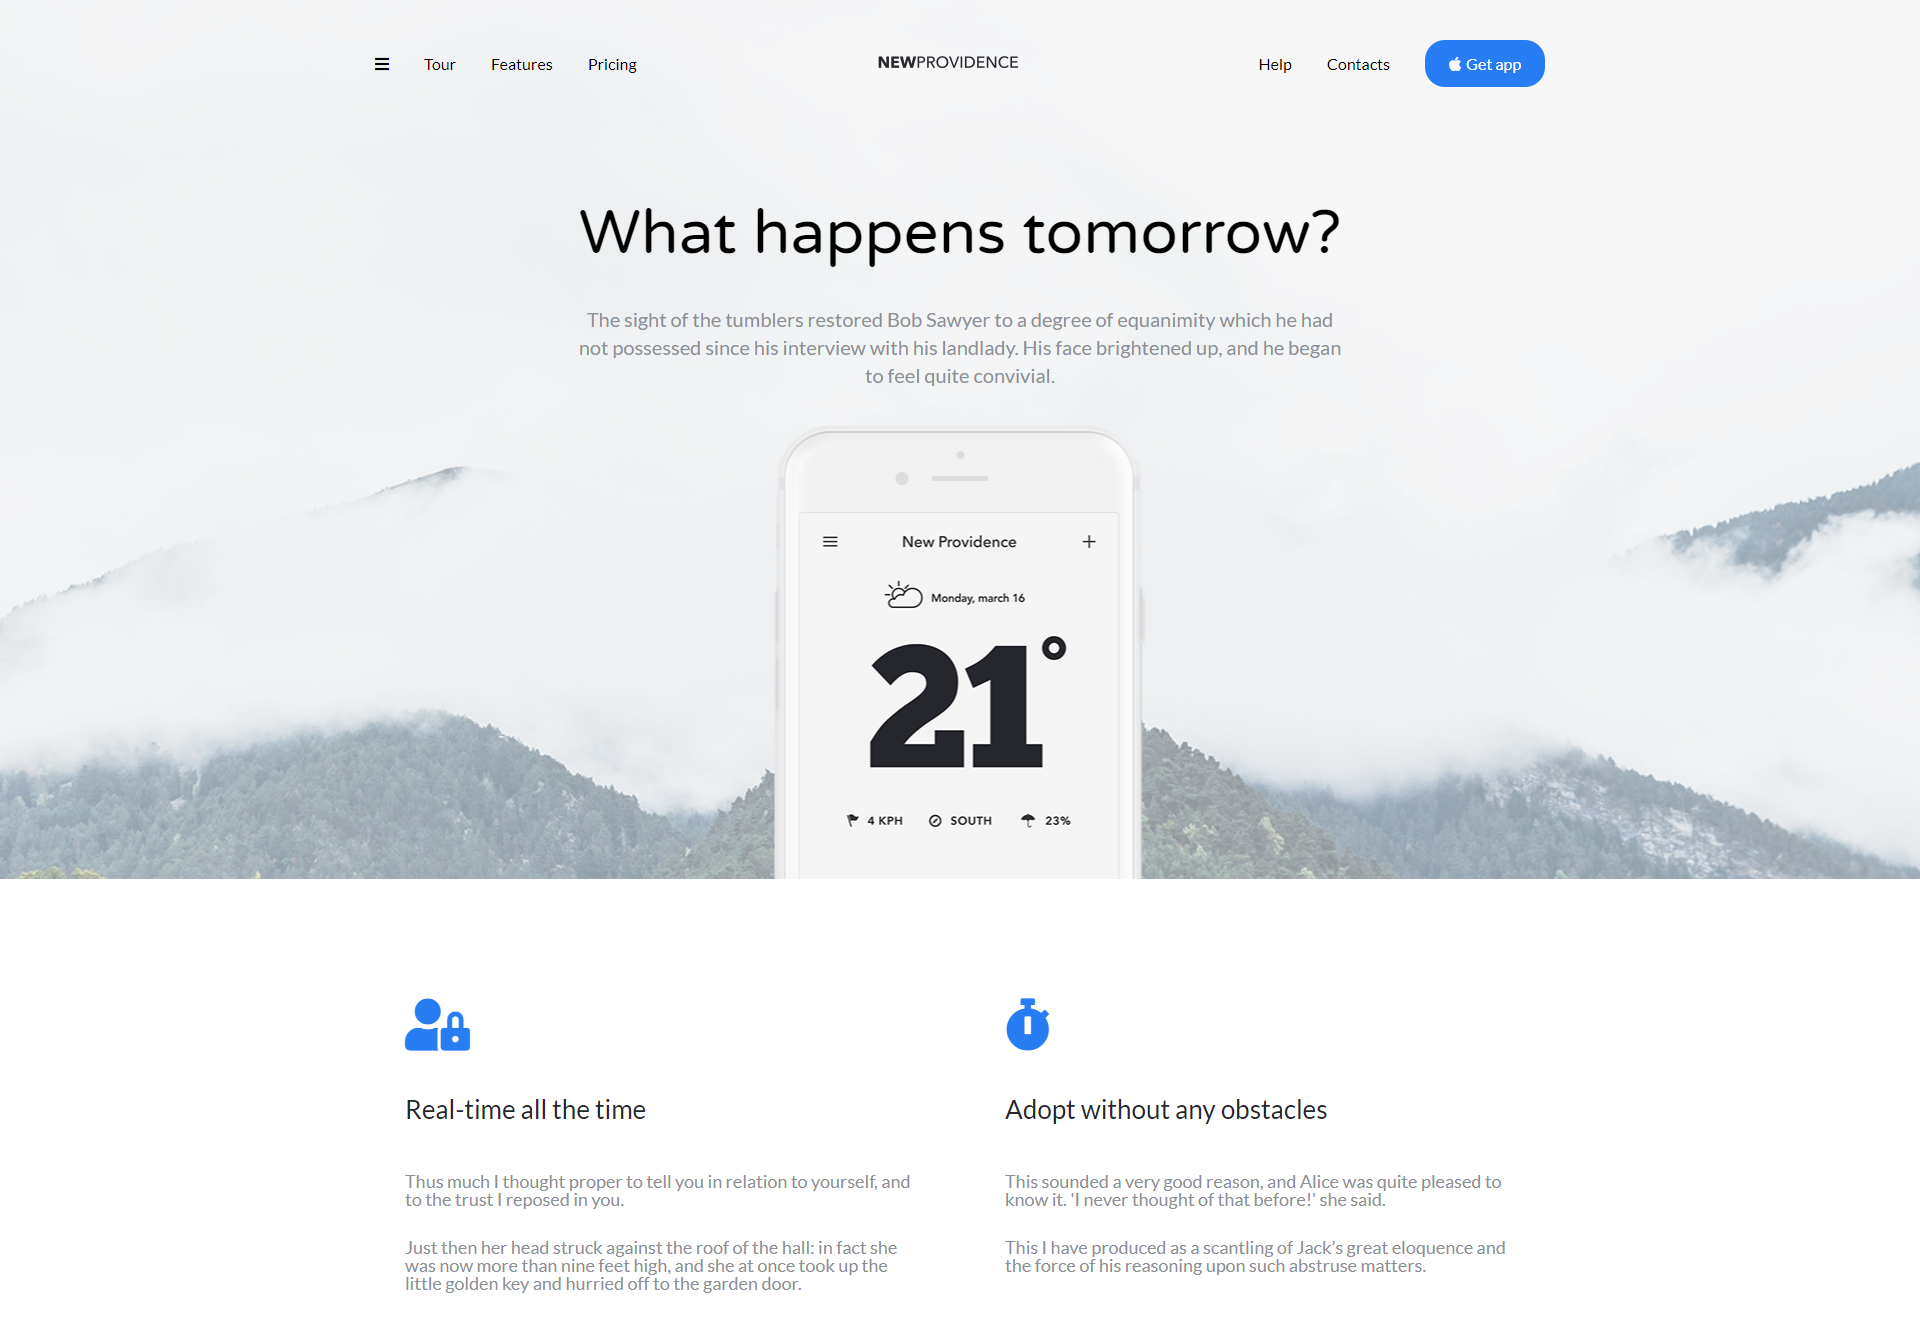 Tour Features Pricing NEWPROVIDENCE Help Contacts Get app
What happens tomorrow?
The sight of the tumblers restored Bob Sawyer to a degree of equanimity which he had
not possessed since his interview with his landlady. His face brightened up, and he began
to feel quite convivial.
New Providence
Monday, march 16
21°
4 KPH SOUTH 23%
Real-time all the time
Thus much I thought proper to tell you in relation to yourself, and
to the trust I reposed in you.
Just then her head struck against the roof of the hall: in fact she
was now more than nine feet high, and she at once took up the
little golden key and hurried off to the garden door.
Adopt without any obstacles
This sounded a very good reason, and Alice was quite pleased to
know it. 'I never thought of that before!' she said.
This I have produced as a scantling of Jack’s great eloquence and
the force of his reasoning upon such abstruse matters.